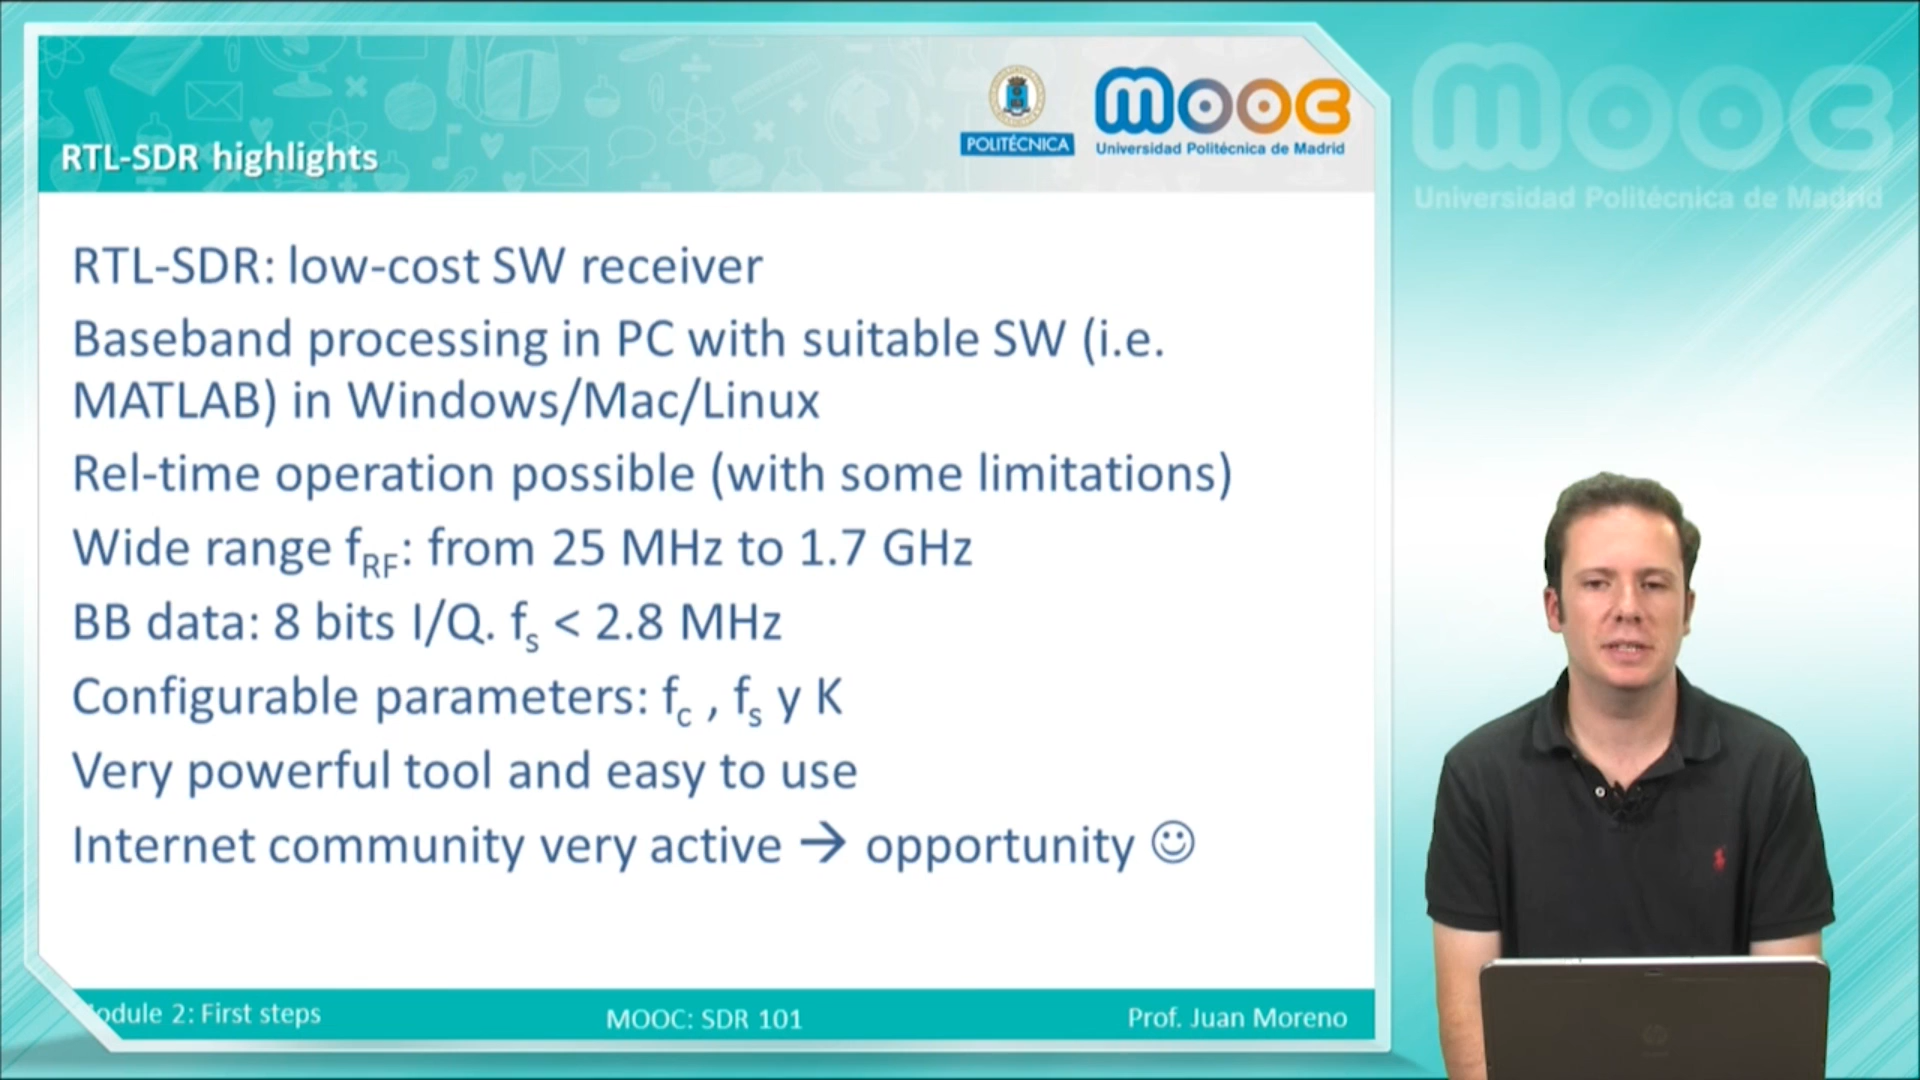 RTL-SDR highlights
POLITÉCNICA
mooc
Universidad Politécnica de Madrid
mooc
Universidad Politécnica de Madrid
RTL-SDR: low-cost SW receiver
Baseband processing in PC with suitable SW (i.e.
MATLAB) in Windows/Mac/Linux
Rel-time operation possible (with some limitations)
Wide range fRF: from 25 MHz to 1.7 GHz
BB data: 8 bits I/Q. fs < 2.8 MHz
Configurable parameters: fc , fs y K
Very powerful tool and easy to use
Internet community very active → opportunity ☺
odule 2: First steps
MOOC: SDR 101
Prof. Juan Moreno